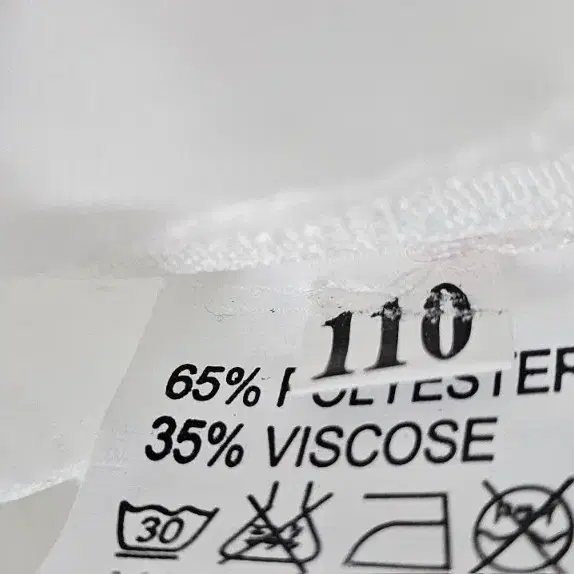 110
65% POLYESTER
35% VISCOSE
30